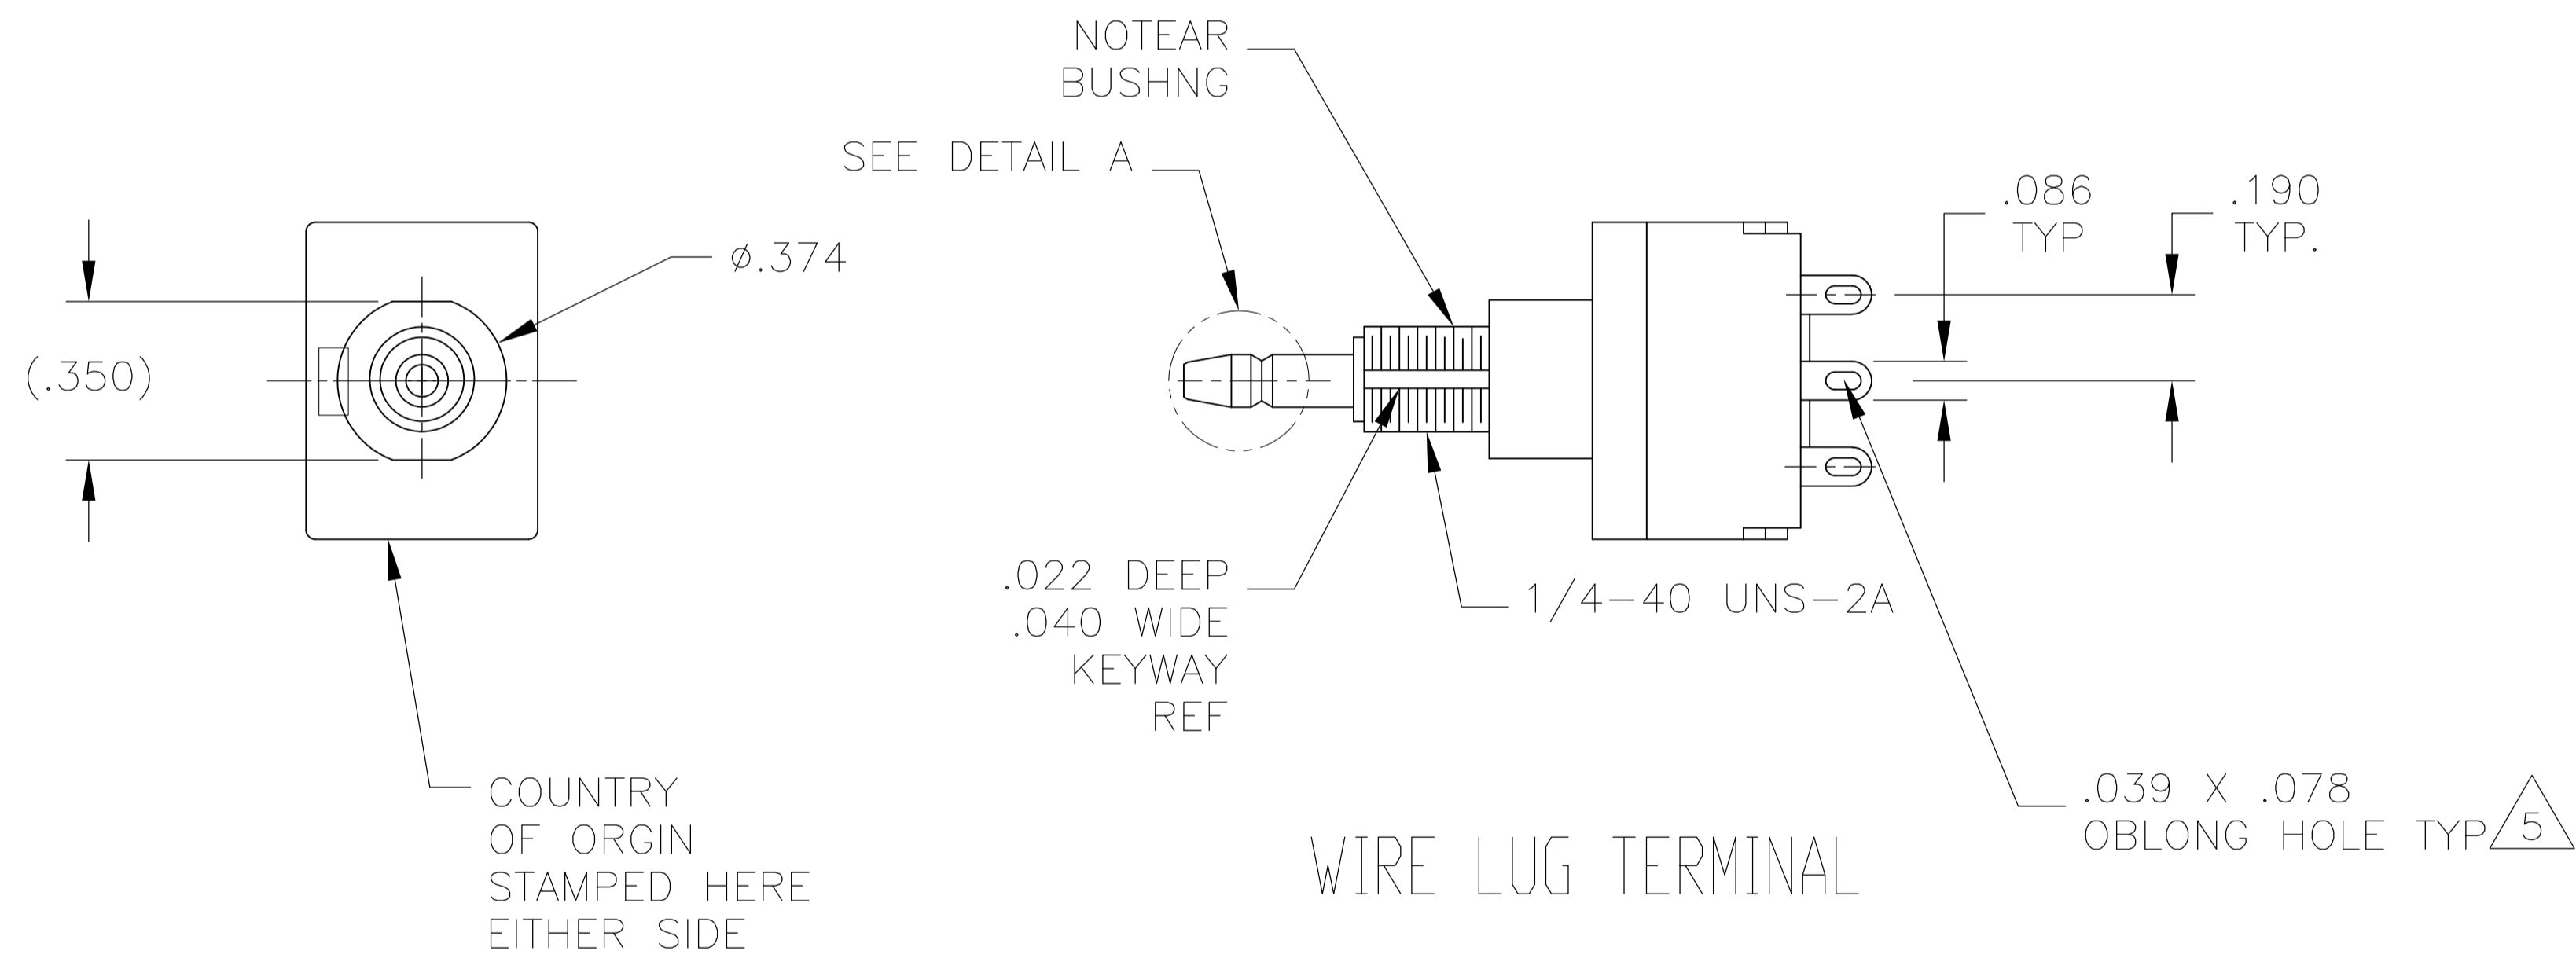 NOTEAR
BUSHNG
SEE DETAIL A
.086
TYP
.190
TYP.
ø.374
(.350)
.022 DEEP
.040 WIDE
KEYWAY
REF
1/4-40 UNS-2A
COUNTRY
OF ORGIN
STAMPED HERE
EITHER SIDE
.039 X .078
OBLONG HOLE TYP 5
WIRE LUG TERMINAL